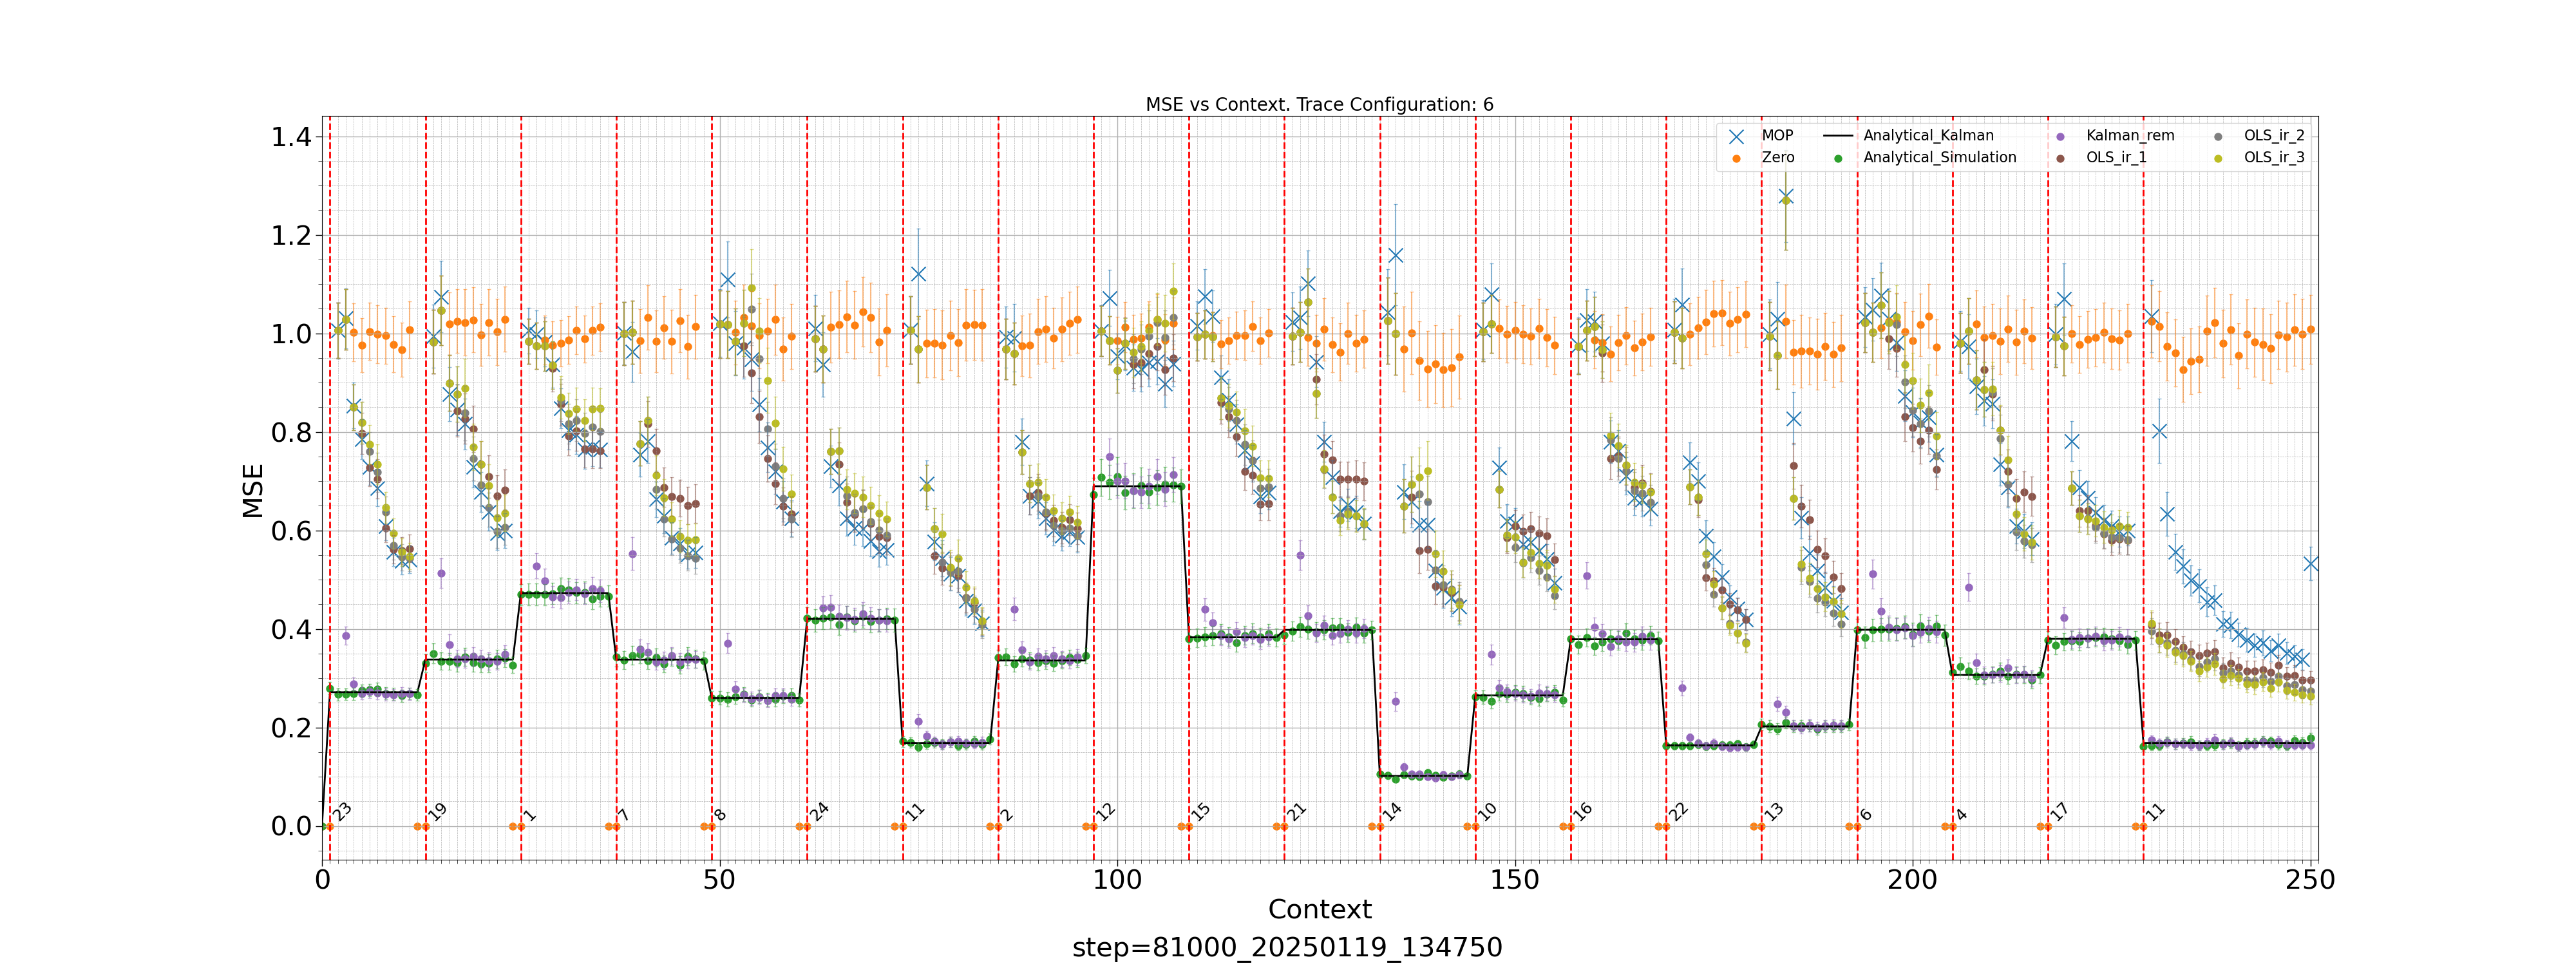 MSE vs Context. Trace Configuration: 6
MOP
Zero
Analytical_Kalman
Analytical_Simulation
Kalman_rem
OLS_ir_1
OLS_ir_2
OLS_ir_3
MSE
1.4
1.2
1.0
0.8
0.6
0.4
0.2
0.0
23 19 1 7 8 24 11 2 12 15 21 14 10 16 22 13 6 4 17 11
0 50 100 150 200 250
Context
step=81000_20250119_134750